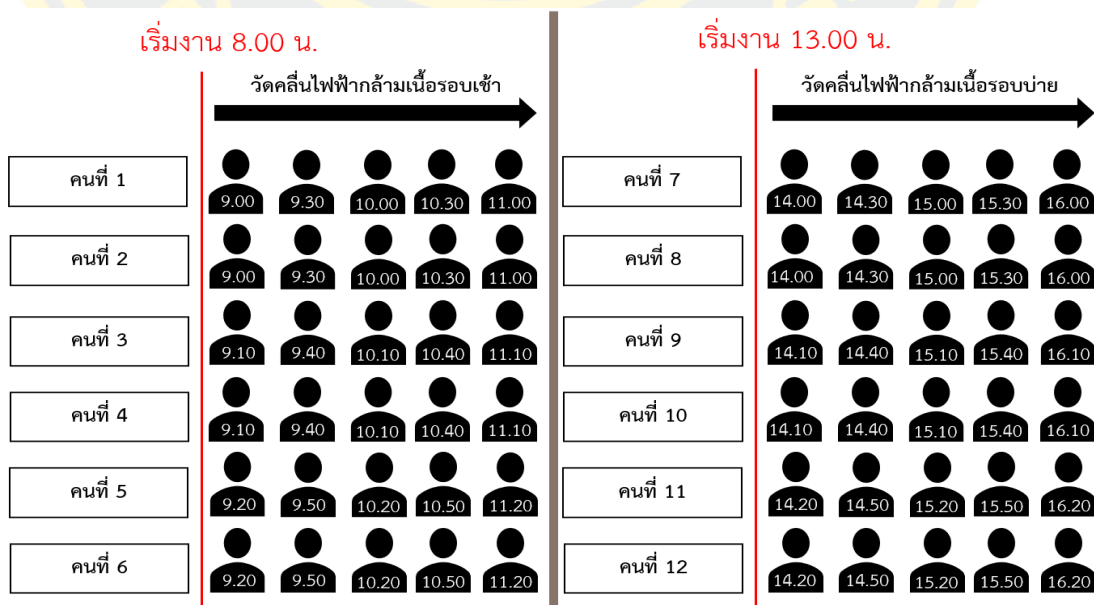 เริ่มงาน 8.00 น.
วัดคลื่นไฟฟ้ากล้ามเนื้อรอบเช้า
คนที่ 1
9.00 9.30 10.00 10.30 11.00
คนที่ 2
9.00 9.30 10.00 10.30 11.00
คนที่ 3
9.10 9.40 10.10 10.40 11.10
คนที่ 4
9.10 9.40 10.10 10.40 11.10
คนที่ 5
9.20 9.50 10.20 10.50 11.20
คนที่ 6
9.20 9.50 10.20 10.50 11.20
เริ่มงาน 13.00 น.
วัดคลื่นไฟฟ้ากล้ามเนื้อรอบบ่าย
คนที่ 7
14.00 14.30 15.00 15.30 16.00
คนที่ 8
14.00 14.30 15.00 15.30 16.00
คนที่ 9
14.10 14.40 15.10 15.40 16.10
คนที่ 10
14.10 14.40 15.10 15.40 16.10
คนที่ 11
14.20 14.50 15.20 15.50 16.20
คนที่ 12
14.20 14.50 15.20 15.50 16.20